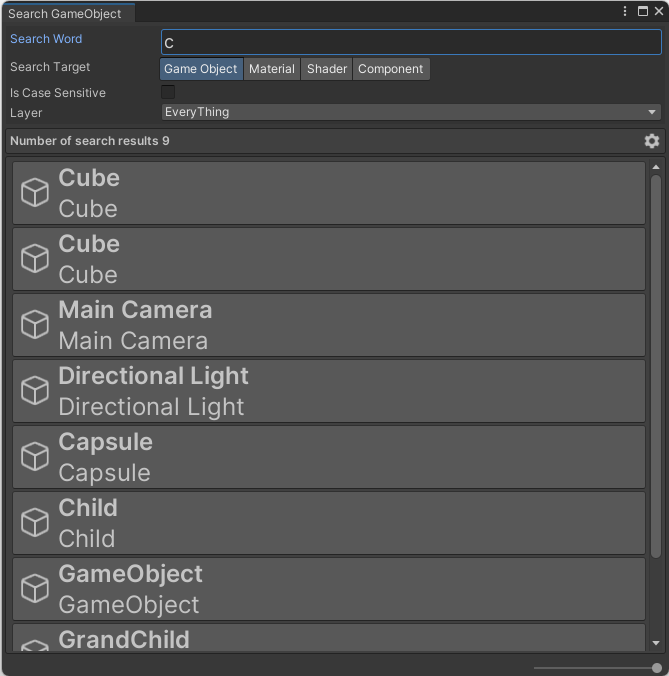 Search GameObject
Search Word
C
Search Target
Game Object Material Shader Component
Is Case Sensitive
Layer
EveryThing
Number of search results 9
Cube
Cube
Cube
Cube
Main Camera
Main Camera
Directional Light
Directional Light
Capsule
Capsule
Child
Child
GameObject
GameObject
GrandChild